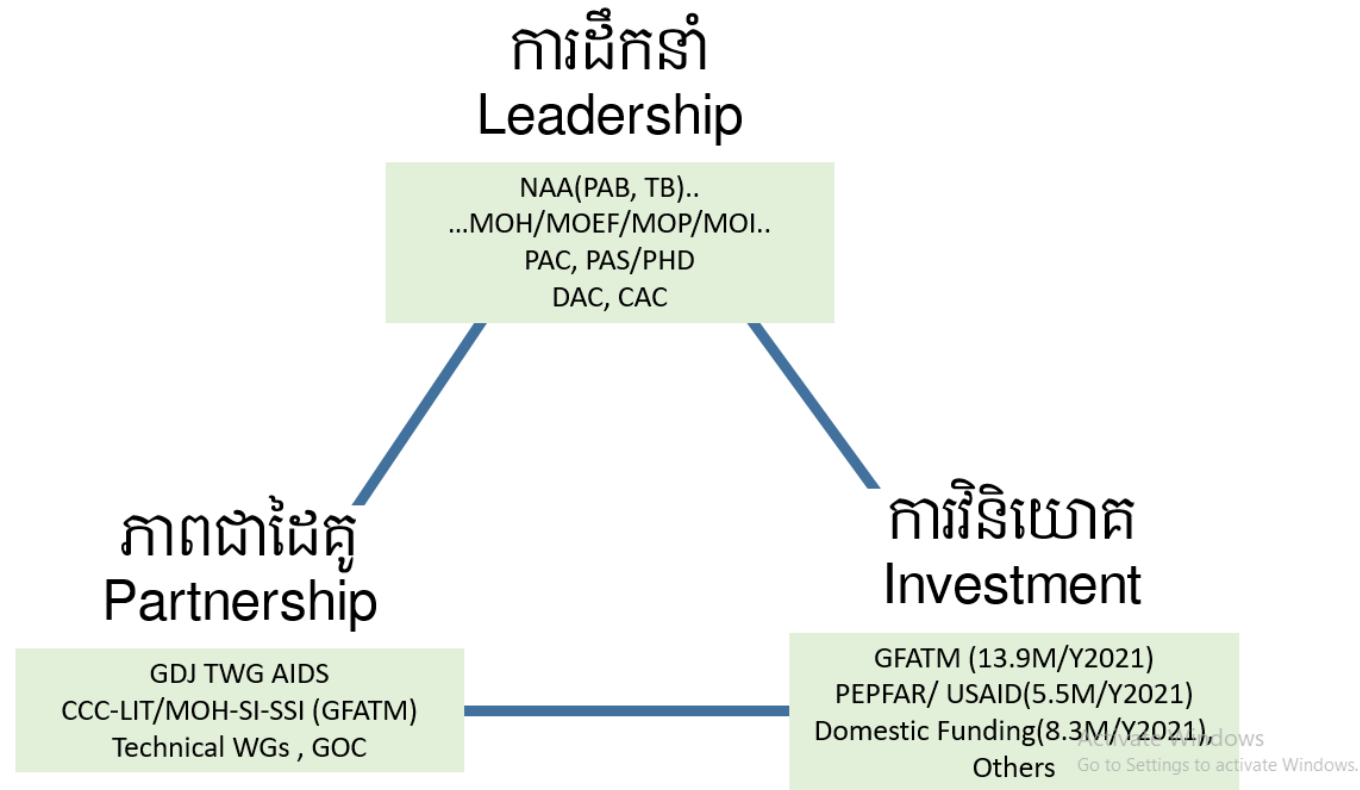 ការដឹកនាំ
Leadership
NAA(PAB, TB)..
...MOH/MOEF/MOP/MOI..
PAC, PAS/PHD
DAC, CAC
ភាពជាដៃគូ
Partnership
GDJ TWG AIDS
CCC-LIT/MOH-SI-SSI (GFATM)
Technical WGs , GOC
ការវិនិយោគ
Investment
GFATM (13.9M/Y2021)
PEPFAR/ USAID(5.5M/Y2021)
Domestic Funding(8.3M/Y2021),
Others
Activate Windows
Go to Settings to activate Windows.